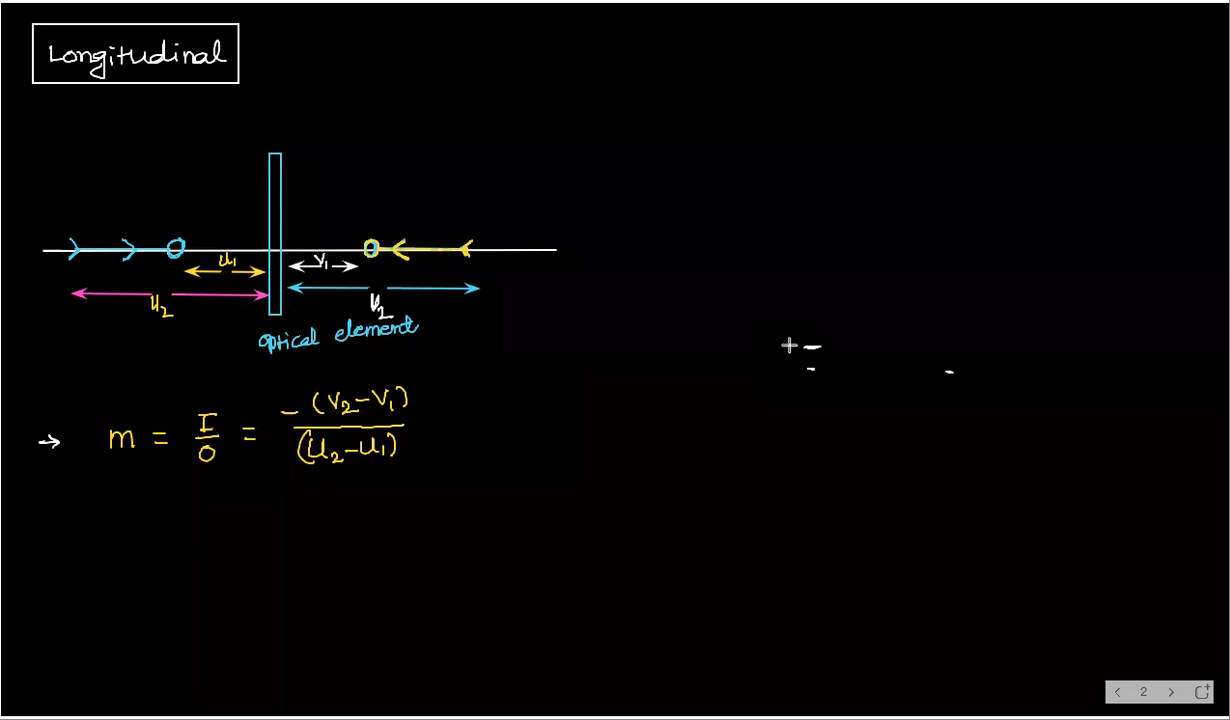 Longitudinal
u₁ v₁
u₂ v₂
optical element
→ m = I/O = -(v₂-v₁)/(u₂-u₁)
2